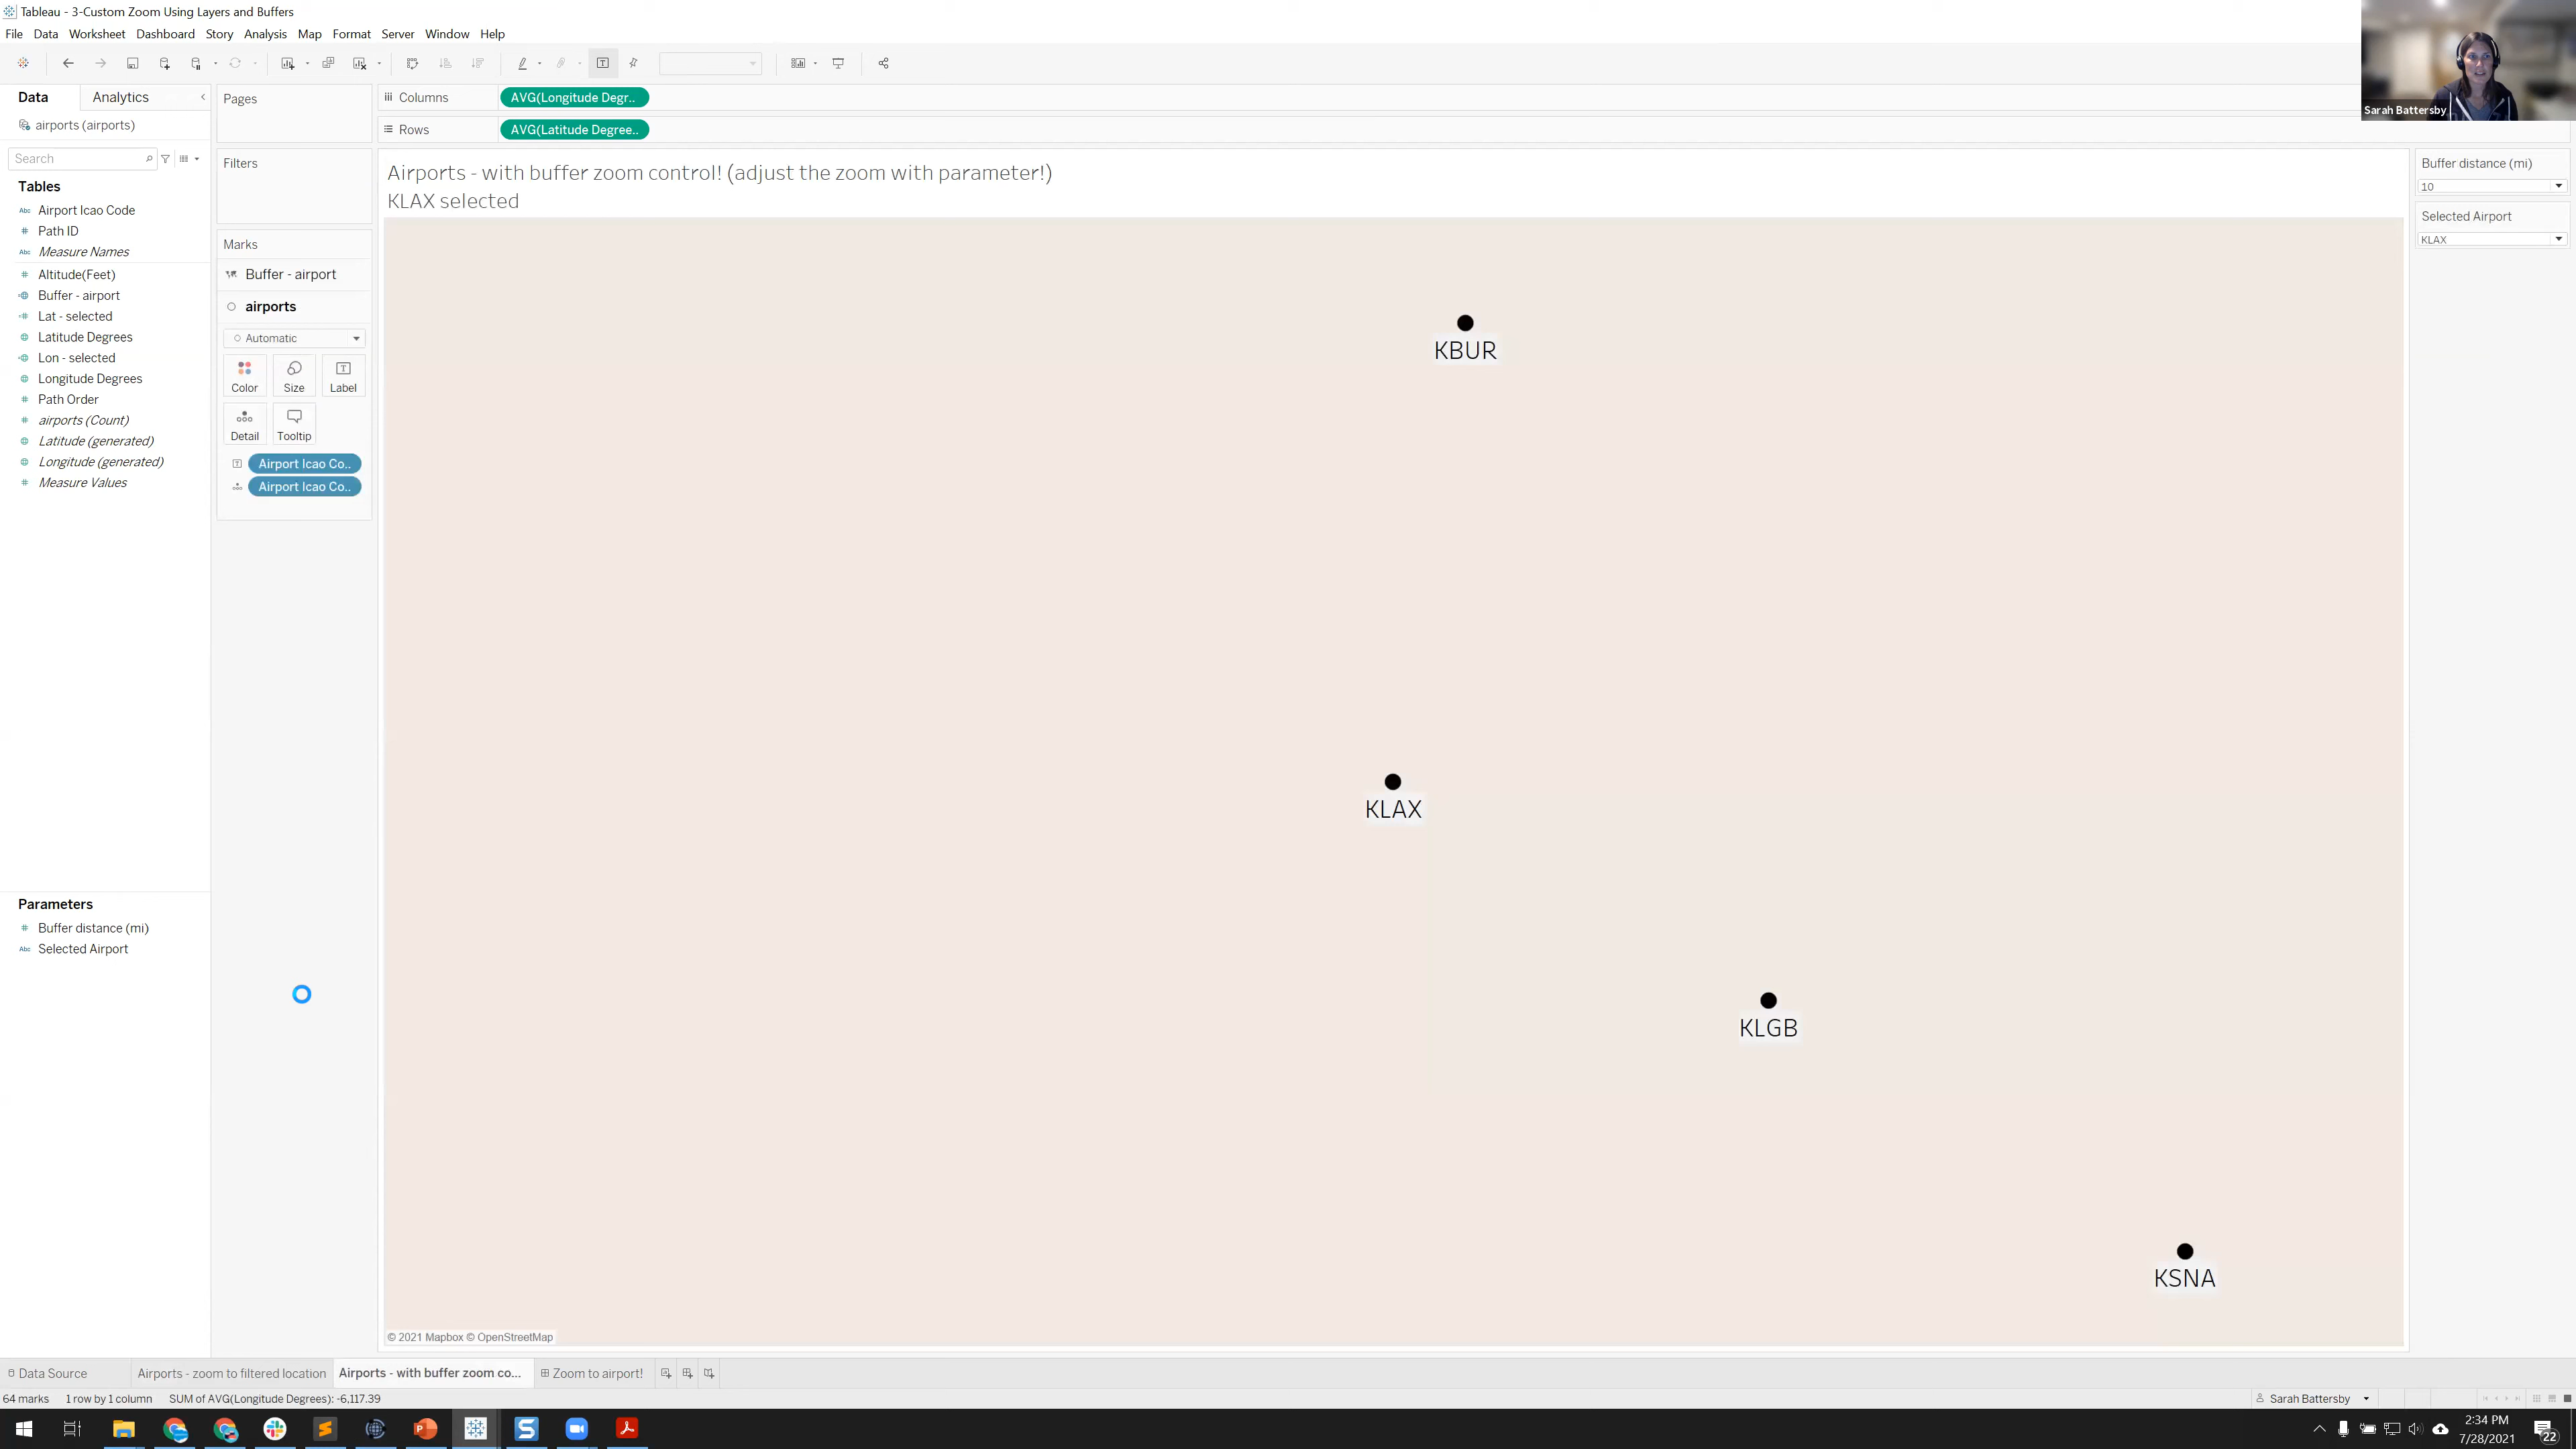 Tableau - 3-Custom Zoom Using Layers and Buffers
File Data Worksheet Dashboard Story Analysis Map Format Server Window Help
Sarah Battersby
Data Analytics
airports (airports)
Search
Tables
Abc Airport Icao Code
# Path ID
Abc Measure Names
# Altitude(Feet)
Buffer - airport
Lat - selected
Latitude Degrees
Lon - selected
Longitude Degrees
# Path Order
# airports (Count)
Latitude (generated)
Longitude (generated)
# Measure Values
Parameters
# Buffer distance (mi)
Abc Selected Airport
Pages
Filters
Marks
Buffer - airport
airports
Automatic
Color Size Label
Detail Tooltip
Airport Icao Co..
Airport Icao Co..
Columns AVG(Longitude Degr..
Rows AVG(Latitude Degree..
Airports - with buffer zoom control! (adjust the zoom with parameter!)
KLAX selected
KBUR
KLAX
KLGB
KSNA
© 2021 Mapbox © OpenStreetMap
Buffer distance (mi)
10
Selected Airport
KLAX
Data Source Airports - zoom to filtered location Airports - with buffer zoom co... Zoom to airport!
64 marks 1 row by 1 column SUM of AVG(Longitude Degrees): -6,117.39
Sarah Battersby
2:34 PM
7/28/2021
22